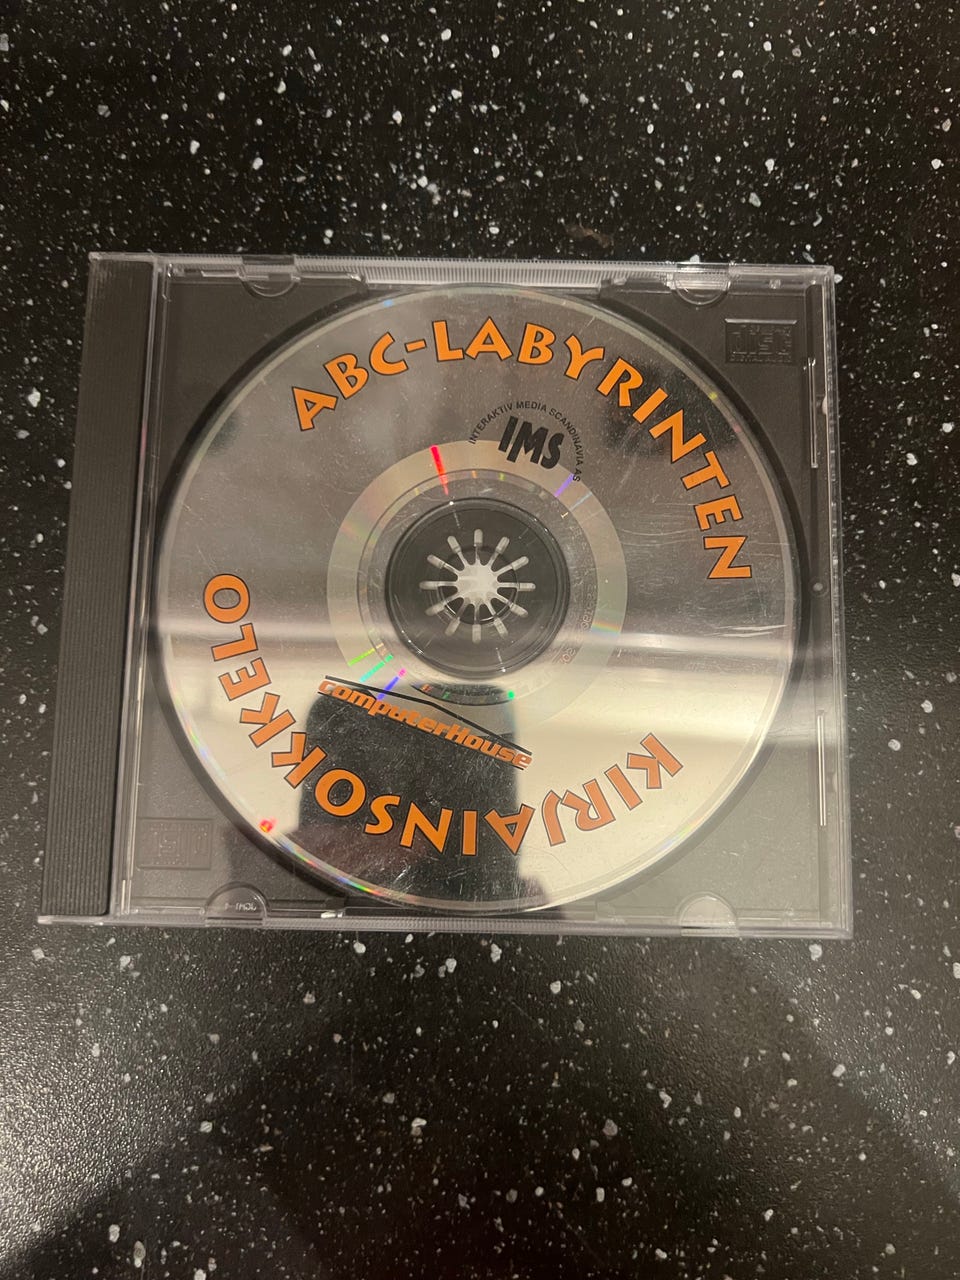 ABC-LABYRINTEN
INTERAKTIV MEDIA SCANDINAVIA AS
IMS
computerHouse
KIRJAINSOKKELO